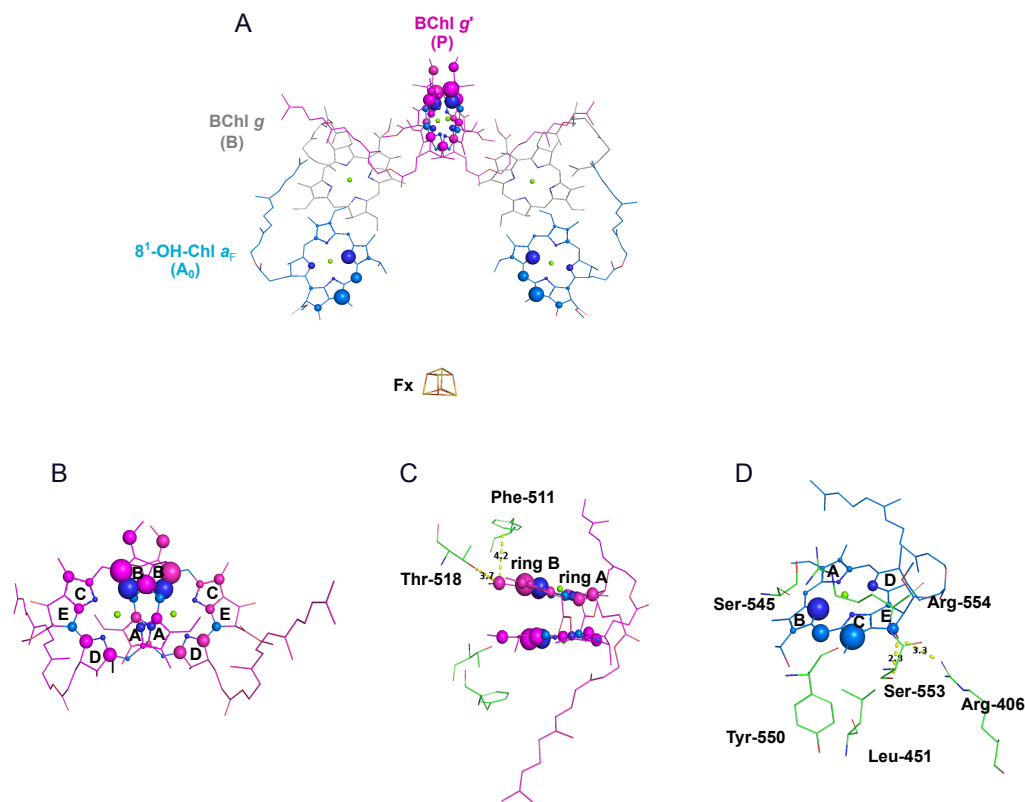 A
BChl g'
(P)
BChl g
(B)
8¹-OH-Chl aF
(A₀)
Fx
B
B B
C C
E E
A A
D D
C
Phe-511
4.2
3.7
ring B
ring A
Thr-518
D
A
D
Ser-545
Arg-554
B
C
E
3.3
2.8
Ser-553
Arg-406
Tyr-550
Leu-451